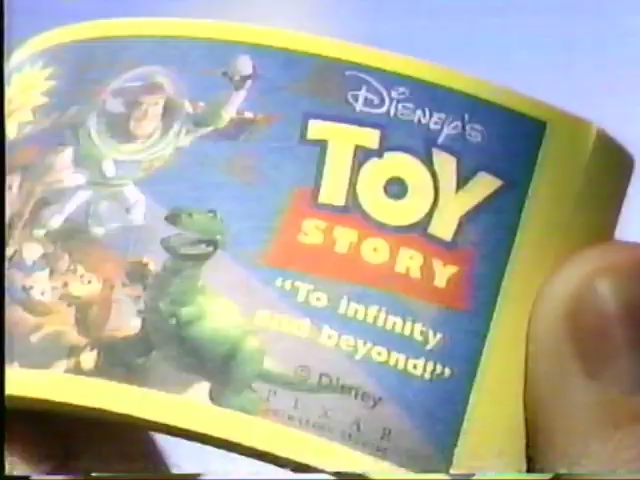 DISNEY'S
TOY
STORY
"To infinity
and beyond!"
© Disney
PIXAR